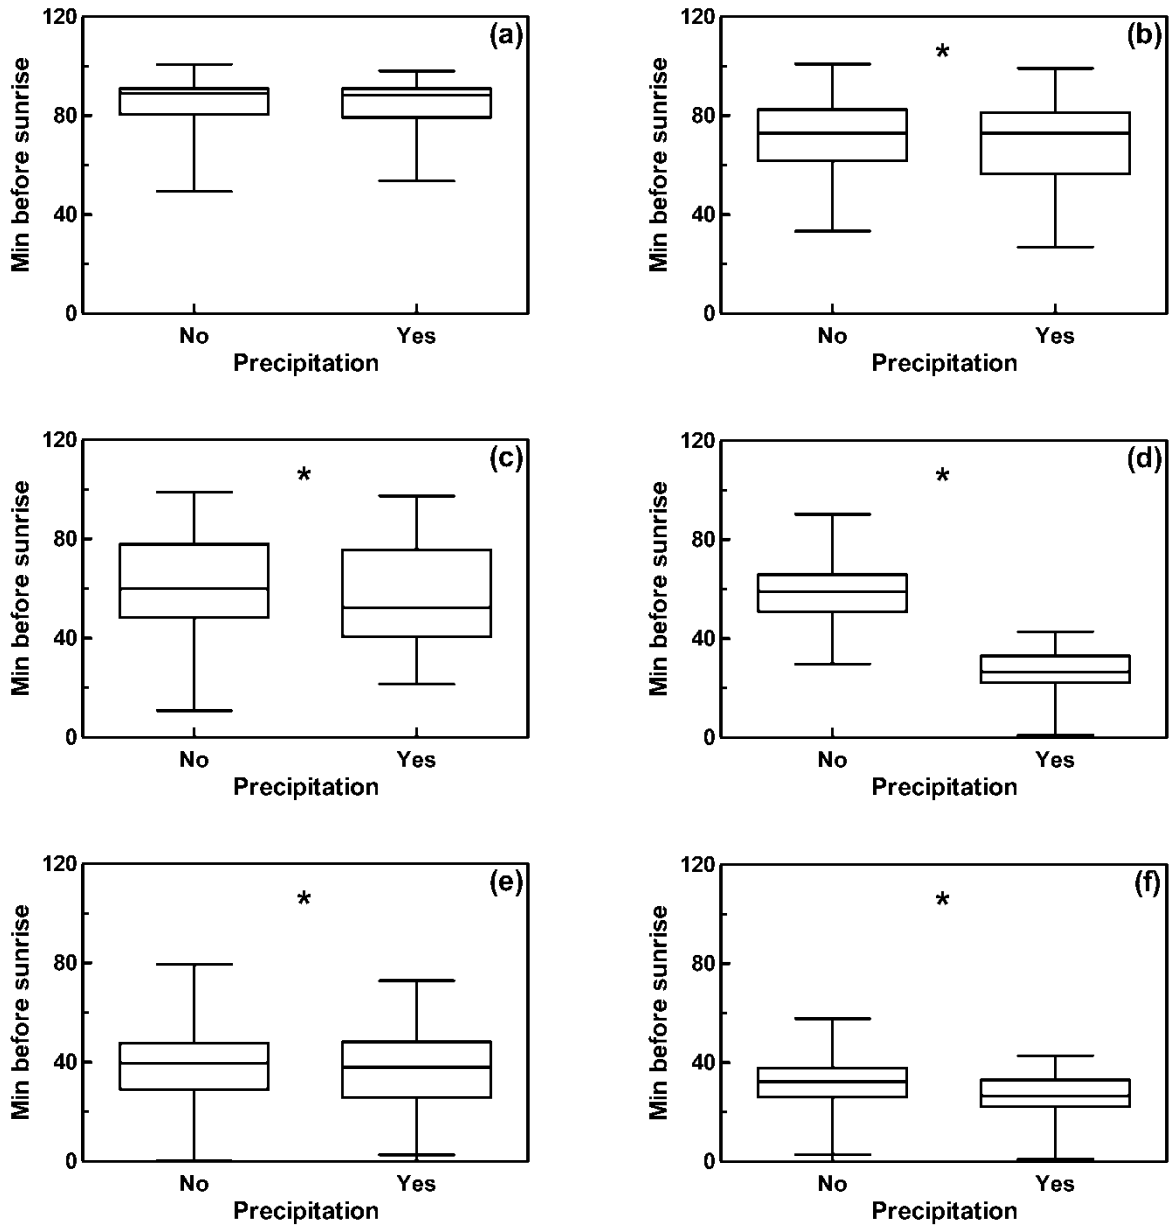 120
80
40
0
Min before sunrise
(a)
No
Yes
Precipitation
120
80
40
0
Min before sunrise
*
(b)
No
Yes
Precipitation
120
80
40
0
Min before sunrise
*
(c)
No
Yes
Precipitation
120
80
40
0
Min before sunrise
*
(d)
No
Yes
Precipitation
120
80
40
0
Min before sunrise
*
(e)
No
Yes
Precipitation
120
80
40
0
Min before sunrise
*
(f)
No
Yes
Precipitation